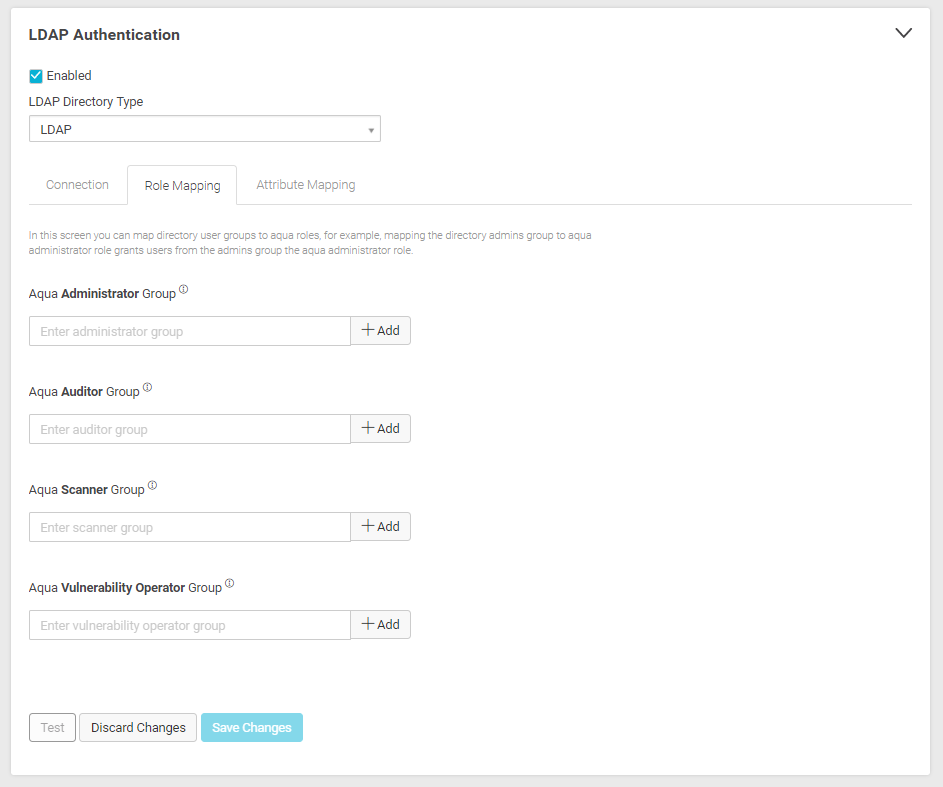 LDAP Authentication
Enabled
LDAP Directory Type
LDAP
Connection
Role Mapping
Attribute Mapping
In this screen you can map directory user groups to aqua roles, for example, mapping the directory admins group to aqua
administrator role grants users from the admins group the aqua administrator role.
Aqua Administrator Group
Enter administrator group
Add
Aqua Auditor Group
Enter auditor group
Add
Aqua Scanner Group
Enter scanner group
Add
Aqua Vulnerability Operator Group
Enter vulnerability operator group
Add
Test
Discard Changes
Save Changes